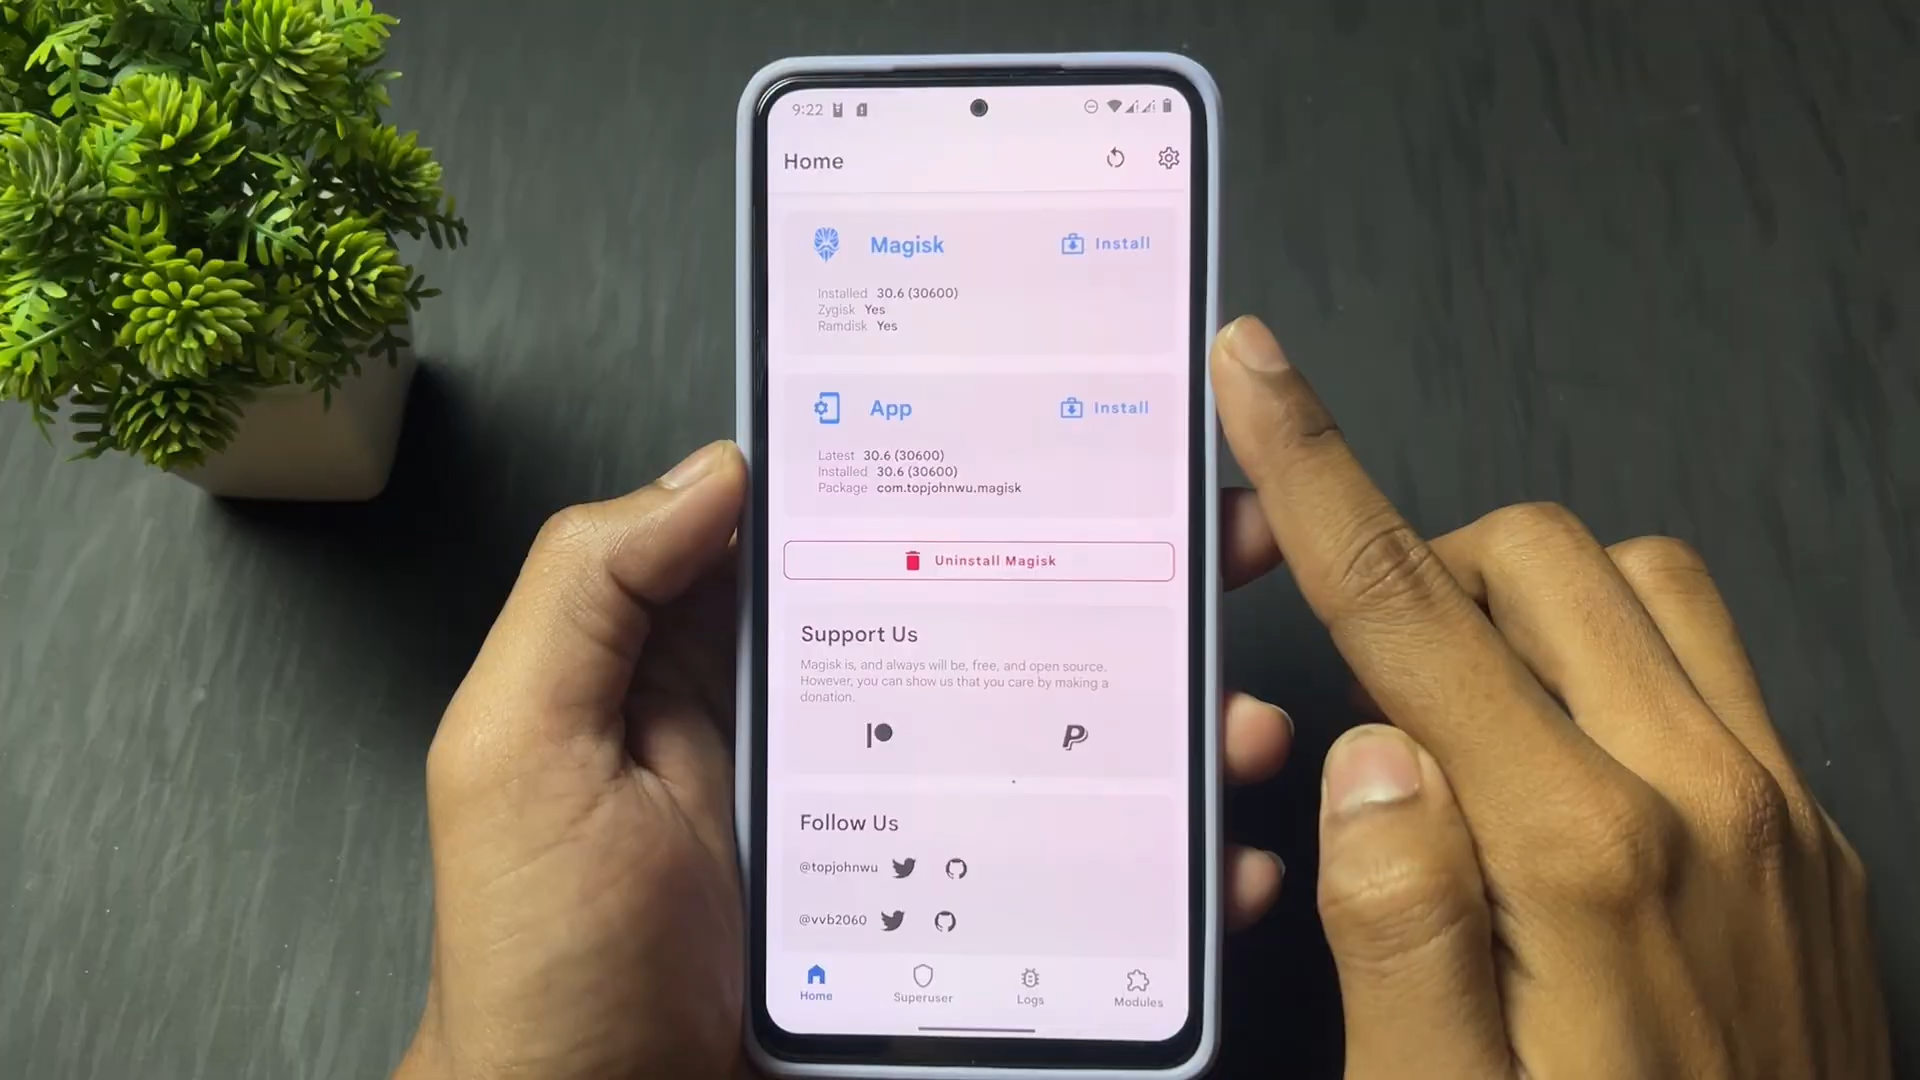 9:22
Home
Magisk Install
Installed 30.6 (30600)
Zygisk Yes
Ramdisk Yes
App Install
Latest 30.6 (30600)
Installed 30.6 (30600)
Package com.topjohnwu.magisk
Uninstall Magisk
Support Us
Magisk is, and always will be, free, and open source.
However, you can show us that you care by making a
donation.
Follow Us
@topjohnwu
@vvb2060
Home Superuser Logs Modules